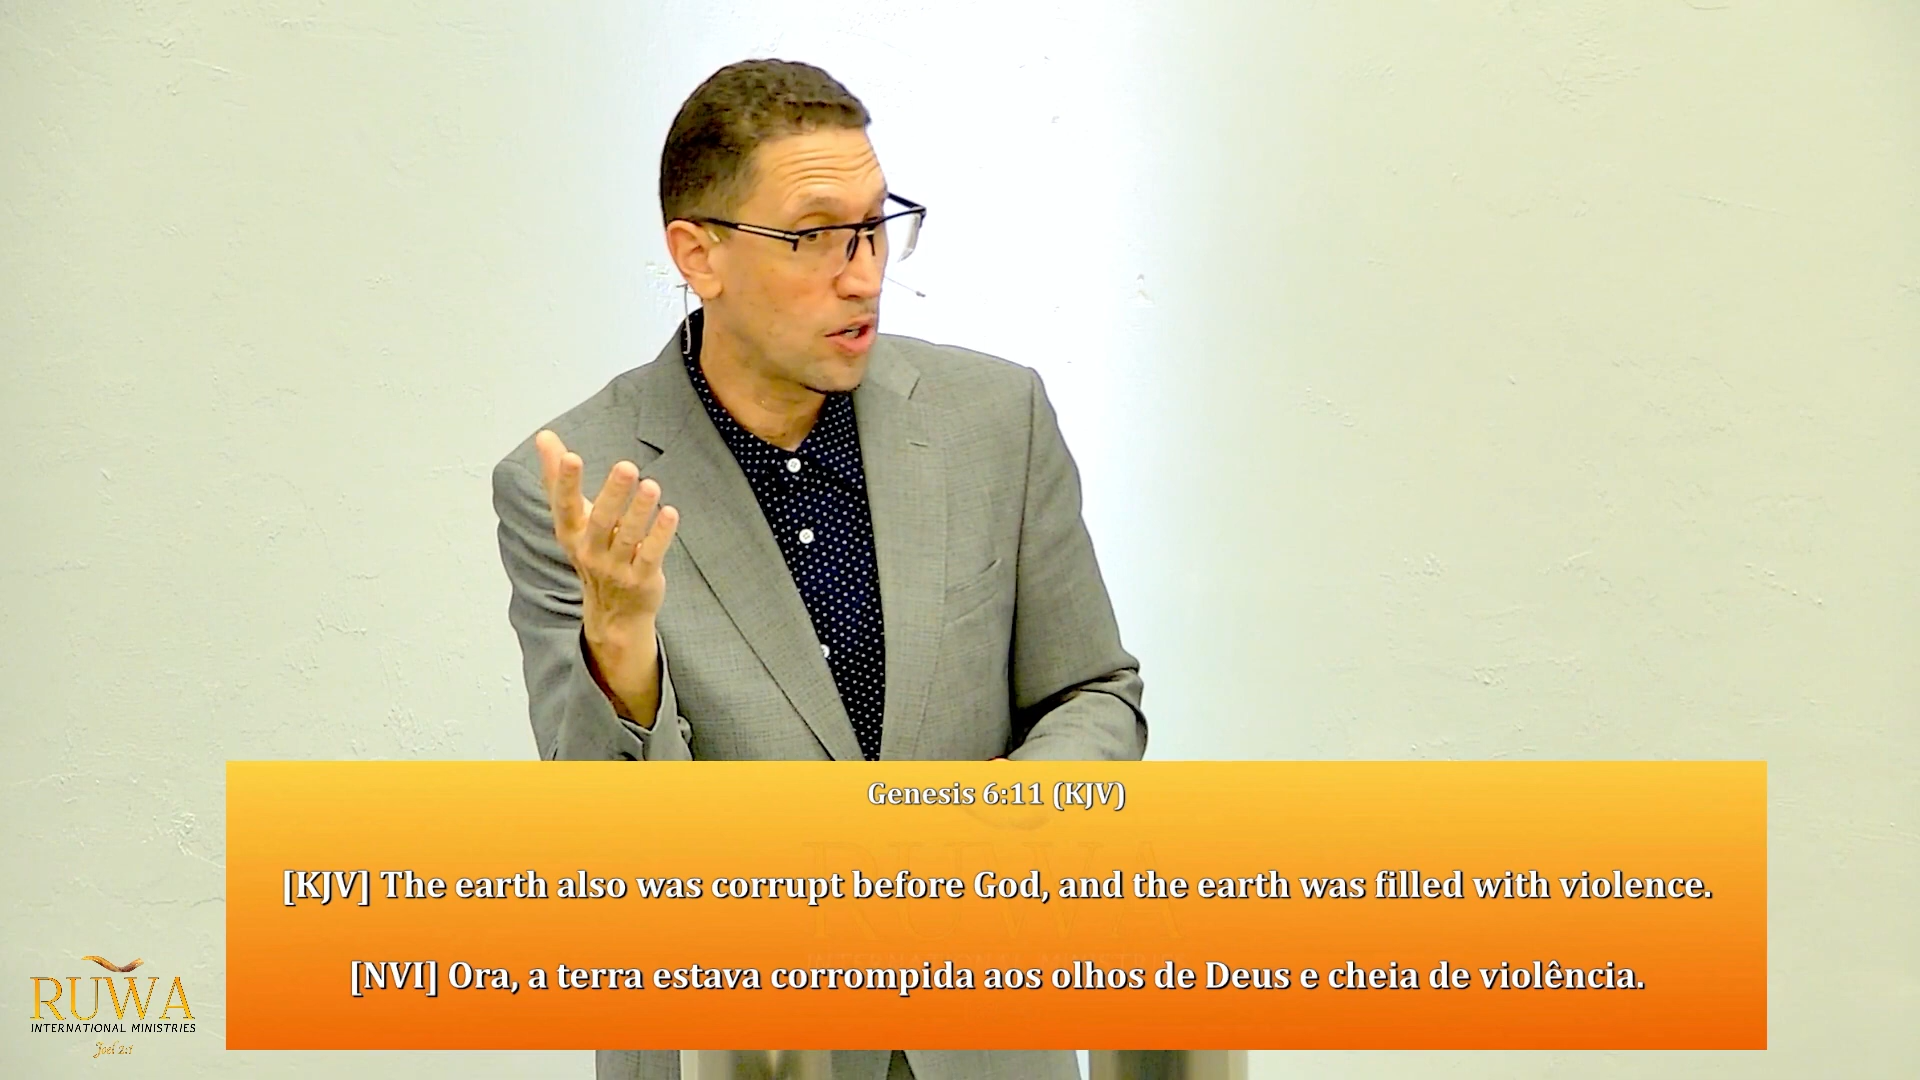 Genesis 6:11 (KJV)
[KJV] The earth also was corrupt before God, and the earth was filled with violence.
[NVI] Ora, a terra estava corrompida aos olhos de Deus e cheia de violência.
RUWA
INTERNATIONAL MINISTRIES
Joel 2:1